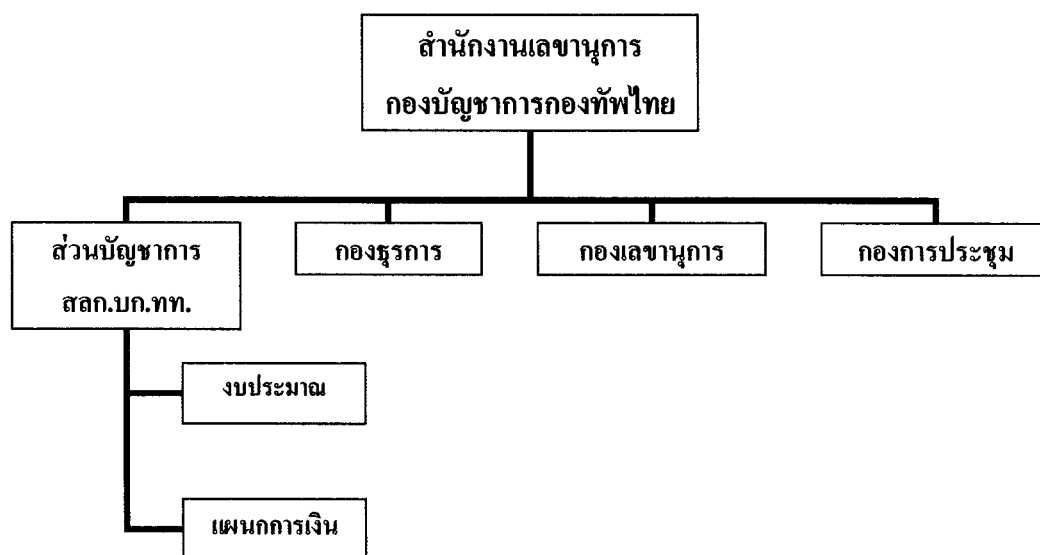 สำนักงานเลขานุการ
กองบัญชาการกองทัพไทย
ส่วนบัญชาการ
สลก.บก.ทท.
กองธุรการ
กองเลขานุการ
กองการประชุม
งบประมาณ
แผนกการเงิน